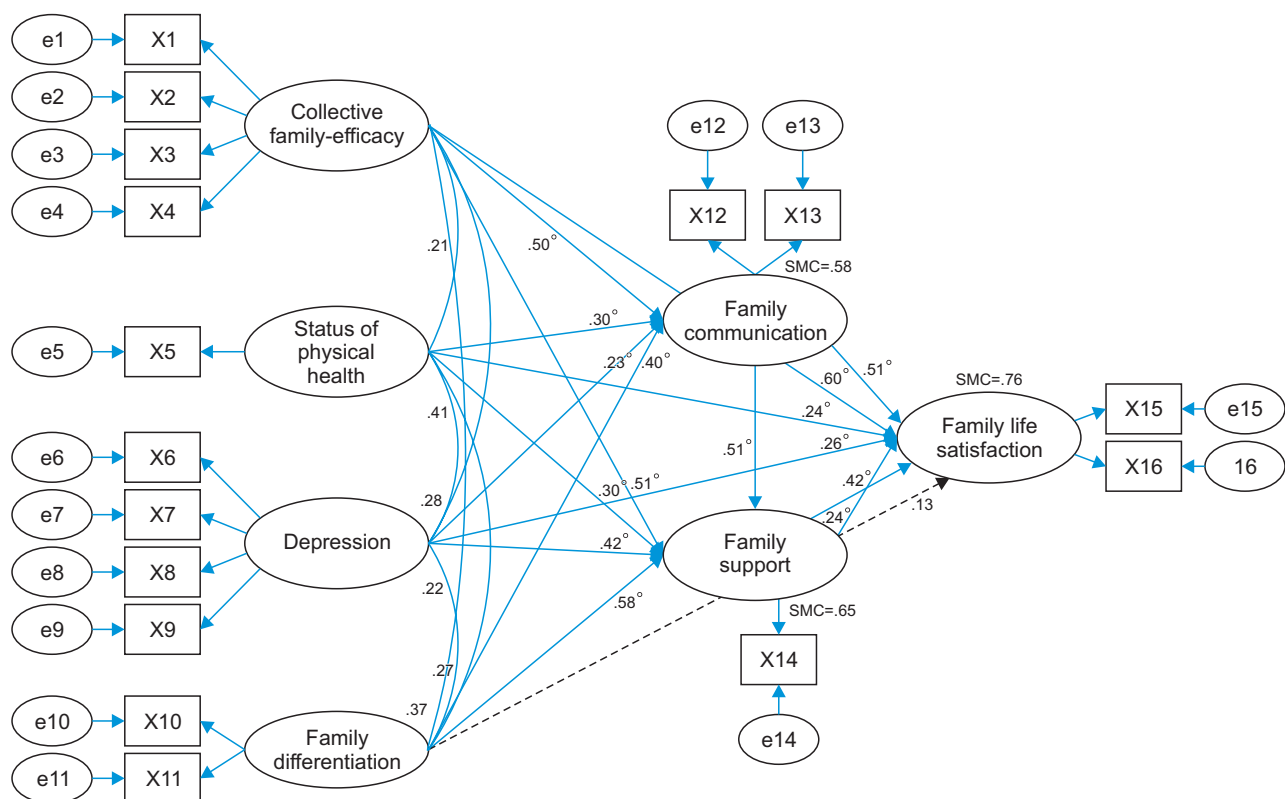 e1
X1
e2
X2
e3
X3
e4
X4
Collective
family-efficacy
e12
e13
X12
X13
.21
.50°
SMC=.58
e5
X5
Status of
physical
health
.30°
Family
communication
.23°
.40°
.60°
.51°
SMC=.76
.41
.24°
X15
e15
Family life
satisfaction
.26°
.51°
X16
16
e6
X6
e7
X7
e8
X8
e9
X9
.28
.30°
.51°
.42°
Depression
.42°
Family
support
.24°
.13
.22
.58°
SMC=.65
X14
.27
.37
e10
X10
e11
X11
Family
differentiation
e14